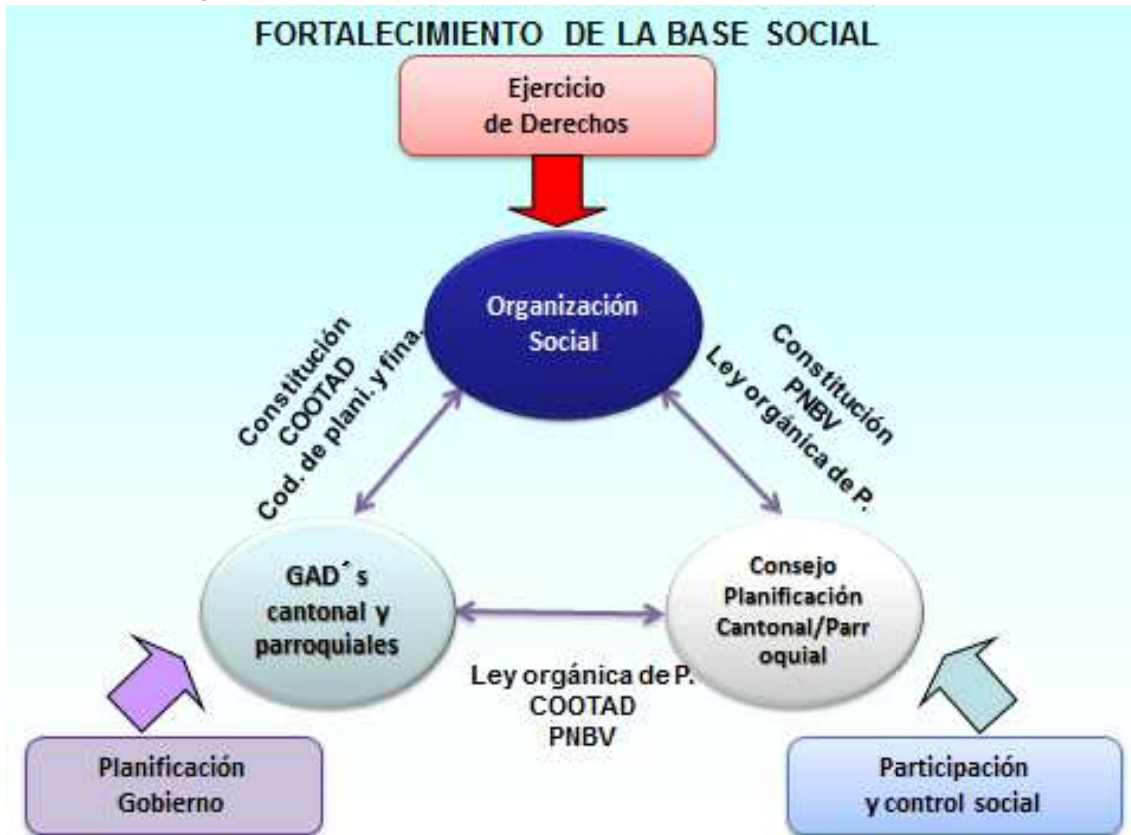 FORTALECIMIENTO DE LA BASE SOCIAL
Ejercicio
de Derechos
Organización
Social
Constitución
COOTAD
Cod. de plani. y fina.
Constitución
PNBV
Ley orgánica de P.
GAD´s
cantonal y
parroquiales
Consejo
Planificación
Cantonal/Parr
oquial
Ley orgánica de P.
COOTAD
PNBV
Planificación
Gobierno
Participación
y control social